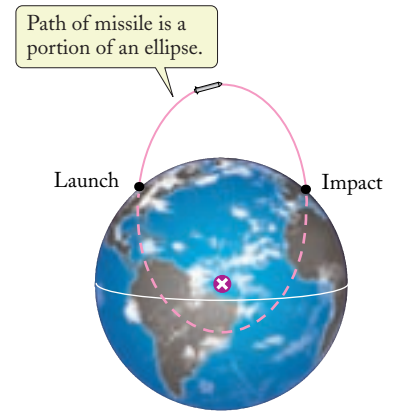 Path of missile is a
portion of an ellipse.
Launch
Impact